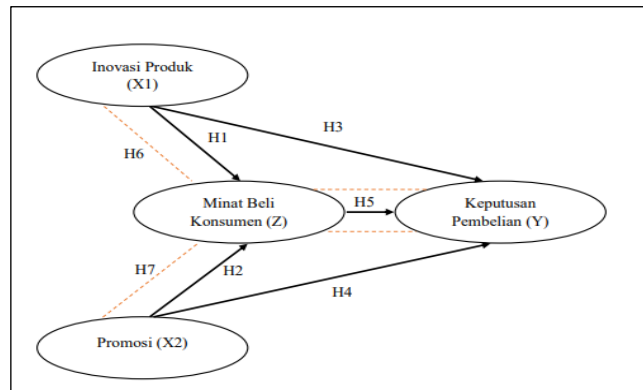 Inovasi Produk
(X1)
H1
H3
H6
Minat Beli
Konsumen (Z)
H5
Keputusan
Pembelian (Y)
H7
H2
H4
Promosi (X2)